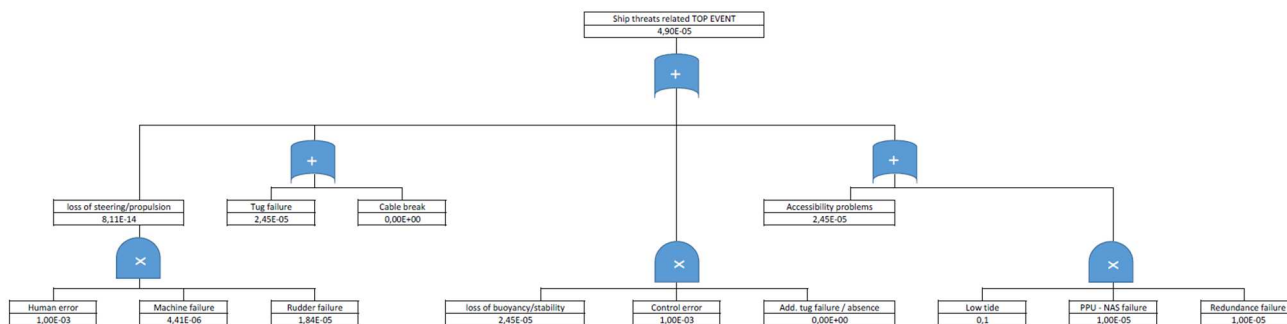 Ship threats related TOP EVENT
4,90E-05
+
+
+
loss of steering/propulsion
8,11E-14
Tug failure
2,45E-05
Cable break
0,00E+00
Accessibility problems
2,45E-05
x
x
x
Human error
1,00E-03
Machine failure
4,41E-06
Rudder failure
1,84E-05
loss of buoyancy/stability
2,45E-05
Control error
1,00E-03
Add. tug failure / absence
0,00E+00
Low tide
0,1
PPU - NAS failure
1,00E-05
Redundance failure
1,00E-05